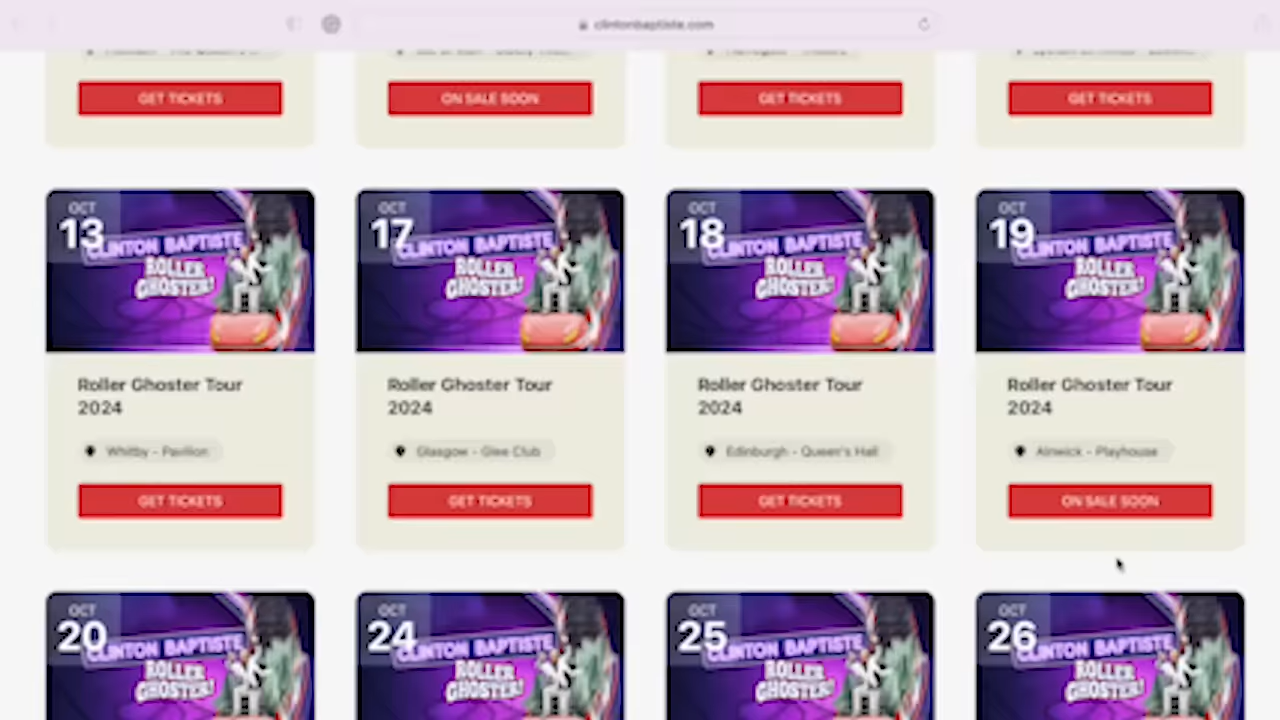 clintonbaptiste.com
GET TICKETS
ON SALE SOON
GET TICKETS
GET TICKETS
OCT
13
CLINTON BAPTISTE
ROLLER
GHOSTER!
OCT
17
CLINTON BAPTISTE
ROLLER
GHOSTER!
OCT
18
CLINTON BAPTISTE
ROLLER
GHOSTER!
OCT
19
CLINTON BAPTISTE
ROLLER
GHOSTER!
Roller Ghoster Tour
2024
Roller Ghoster Tour
2024
Roller Ghoster Tour
2024
Roller Ghoster Tour
2024
Whitby - Pavilion
Glasgow - Glee Club
Edinburgh - Queen's Hall
Alnwick - Playhouse
GET TICKETS
GET TICKETS
GET TICKETS
ON SALE SOON
OCT
20
CLINTON BAPTISTE
ROLLER
GHOSTER!
OCT
24
CLINTON BAPTISTE
ROLLER
GHOSTER!
OCT
25
CLINTON BAPTISTE
ROLLER
GHOSTER!
OCT
26
CLINTON BAPTISTE
ROLLER
GHOSTER!